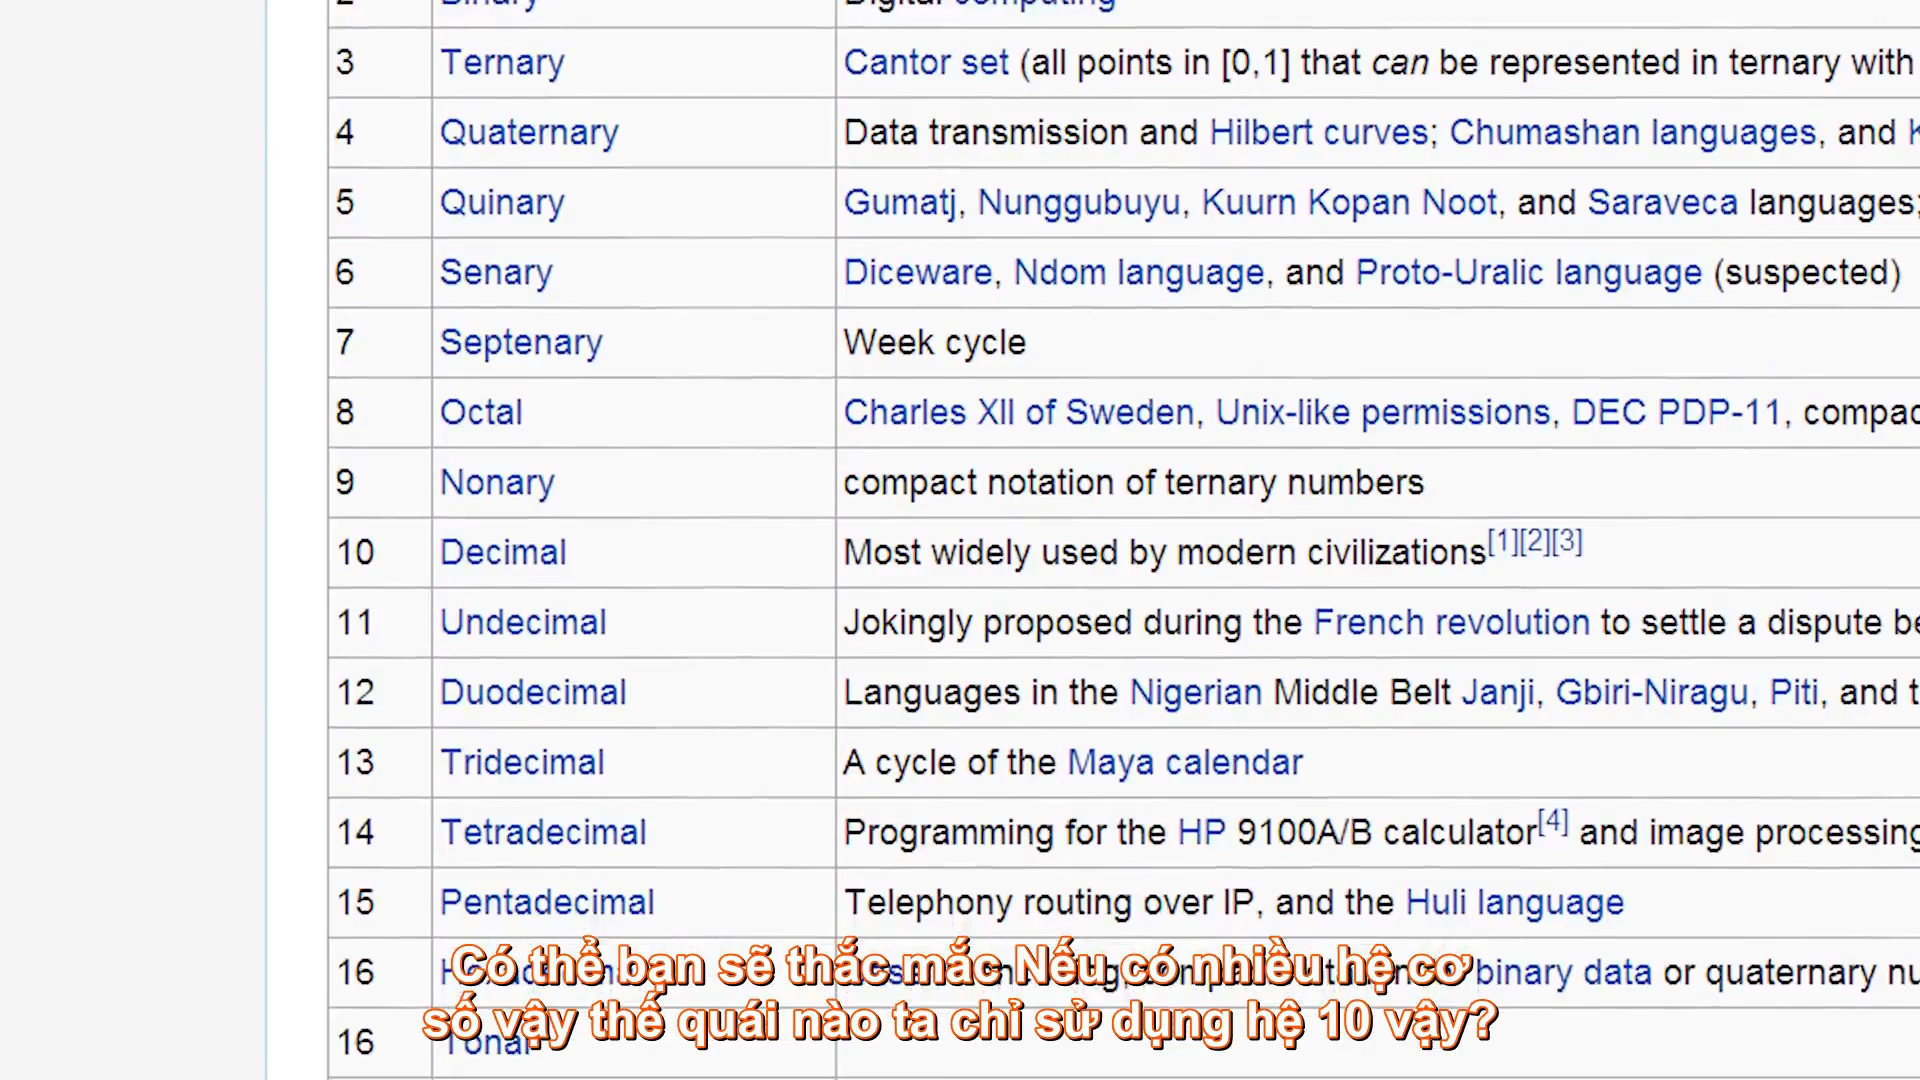 3 Ternary Cantor set (all points in [0,1] that can be represented in ternary with
4 Quaternary Data transmission and Hilbert curves; Chumashan languages, and
5 Quinary Gumatj, Nunggubuyu, Kuurn Kopan Noot, and Saraveca languages;
6 Senary Diceware, Ndom language, and Proto-Uralic language (suspected)
7 Septenary Week cycle
8 Octal Charles XII of Sweden, Unix-like permissions, DEC PDP-11,
9 Nonary compact notation of ternary numbers
10 Decimal Most widely used by modern civilizations[1][2][3]
11 Undecimal Jokingly proposed during the French revolution to settle a dispute
12 Duodecimal Languages in the Nigerian Middle Belt Janji, Gbiri-Niragu, Piti, and
13 Tridecimal A cycle of the Maya calendar
14 Tetradecimal Programming for the HP 9100A/B calculator[4] and image processing
15 Pentadecimal Telephony routing over IP, and the Huli language
16 binary data or quaternary
Có thể bạn sẽ thắc mắc Nếu có nhiều hệ cơ
số vậy thế quái nào ta chỉ sử dụng hệ 10 vậy?
16 Tonal